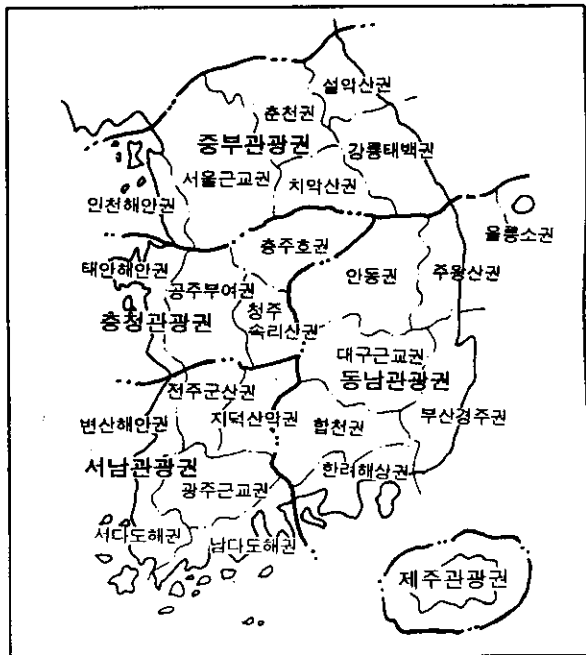 설악산권
춘천권
중부관광권
강릉태백권
서울근교권
치악산권
인천해안권
울릉소권
충주호권
태안해안권
안동권
주왕산권
공주부여권
청주
속리산권
충청관광권
대구근교권
동남관광권
전주군산권
변산해안권
지덕산악권
합천권
부산경주권
서남관광권
한려해상권
광주근교권
서다도해권
남다도해권
제주관광권